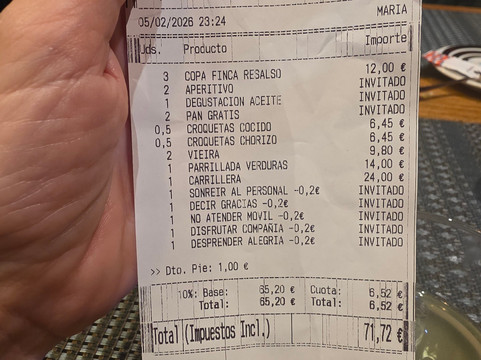 05/02/2026 23:24 MARIA
Uds. Producto Importe
3 COPA FINCA RESALSO 12,00 €
2 APERITIVO INVITADO
1 DEGUSTACION ACEITE INVITADO
2 PAN GRATIS INVITADO
0,5 CROQUETAS COCIDO 6,45 €
0,5 CROQUETAS CHORIZO 6,45 €
2 VIEIRA 9,80 €
1 PARRILLADA VERDURAS 14,00 €
1 CARRILLERA 24,00 €
1 SONREIR AL PERSONAL -0,2€ INVITADO
1 DECIR GRACIAS -0,2€ INVITADO
1 NO ATENDER MOVIL -0,2€ INVITADO
1 DISFRUTAR COMPAÑIA -0,2€ INVITADO
1 DESPRENDER ALEGRIA -0,2€ INVITADO
>> Dto. Pie: 1,00 €
10%: Base: 65,20 € Cuota: 6,52 €
Total: 65,20 € Total: 6,52 €
Total (Impuestos Incl.) 71,72 €